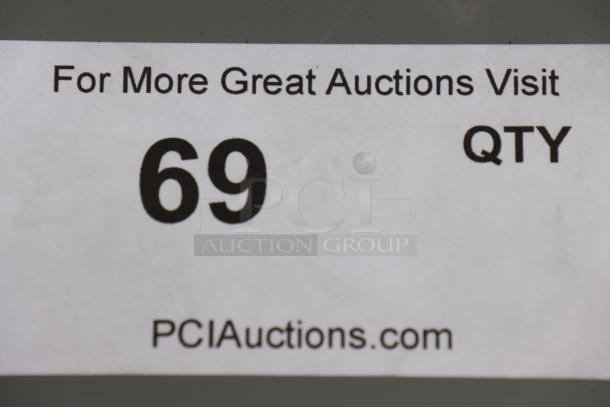 For More Great Auctions Visit
69
QTY
PCI
AUCTION GROUP
PCIAuctions.com